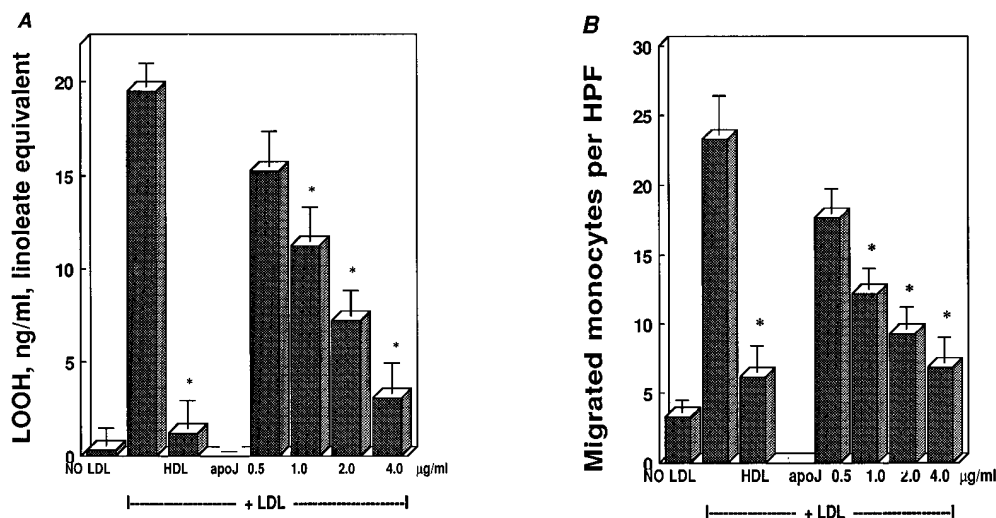 A
LOOH, ng/ml, linoleate equivalent
20
15
10
5
0
*
*
*
*
NO LDL HDL apoJ 0.5 1.0 2.0 4.0 µg/ml
+ LDL
B
Migrated monocytes per HPF
30
25
20
15
10
5
0
*
*
*
*
NO LDL HDL apoJ 0.5 1.0 2.0 4.0 µg/ml
+ LDL